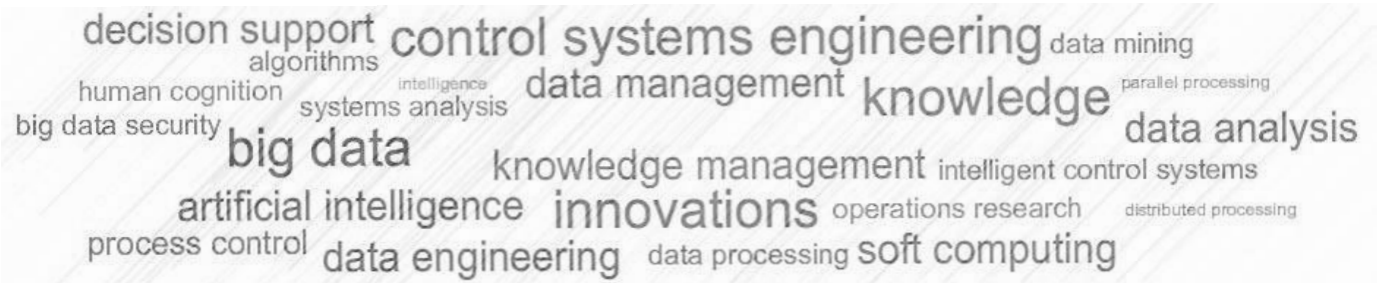 decision support
control systems engineering
data mining
algorithms
human cognition
intelligence
data management
knowledge
parallel processing
systems analysis
big data security
big data
data analysis
knowledge management
intelligent control systems
artificial intelligence
innovations
operations research
distributed processing
process control
data engineering
data processing
soft computing